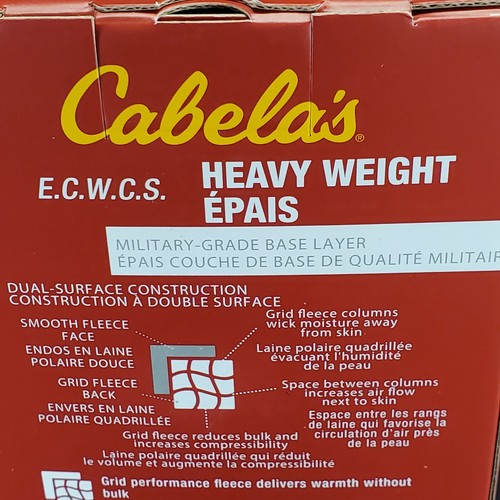 Cabela's®
E.C.W.C.S.
HEAVY WEIGHT
ÉPAIS
MILITARY-GRADE BASE LAYER
ÉPAIS COUCHE DE BASE DE QUALITÉ MILITAIR
DUAL-SURFACE CONSTRUCTION
CONSTRUCTION À DOUBLE SURFACE
SMOOTH FLEECE
FACE
ENDOS EN LAINE
POLAIRE DOUCE
GRID FLEECE
BACK
ENVERS EN LAINE
POLAIRE QUADRILLÉE
Grid fleece columns
wick moisture away
from skin
Laine polaire quadrillée
évacuant l'humidité
de la peau
Space between columns
increases air flow
next to skin
Espace entre les rangs
de laine qui favorise la
circulation d'air près
de la peau
Grid fleece reduces bulk and
increases compressibility
Laine polaire quadrillée qui réduit
le volume et augmente la compressibilité
Grid performance fleece delivers warmth without
bulk